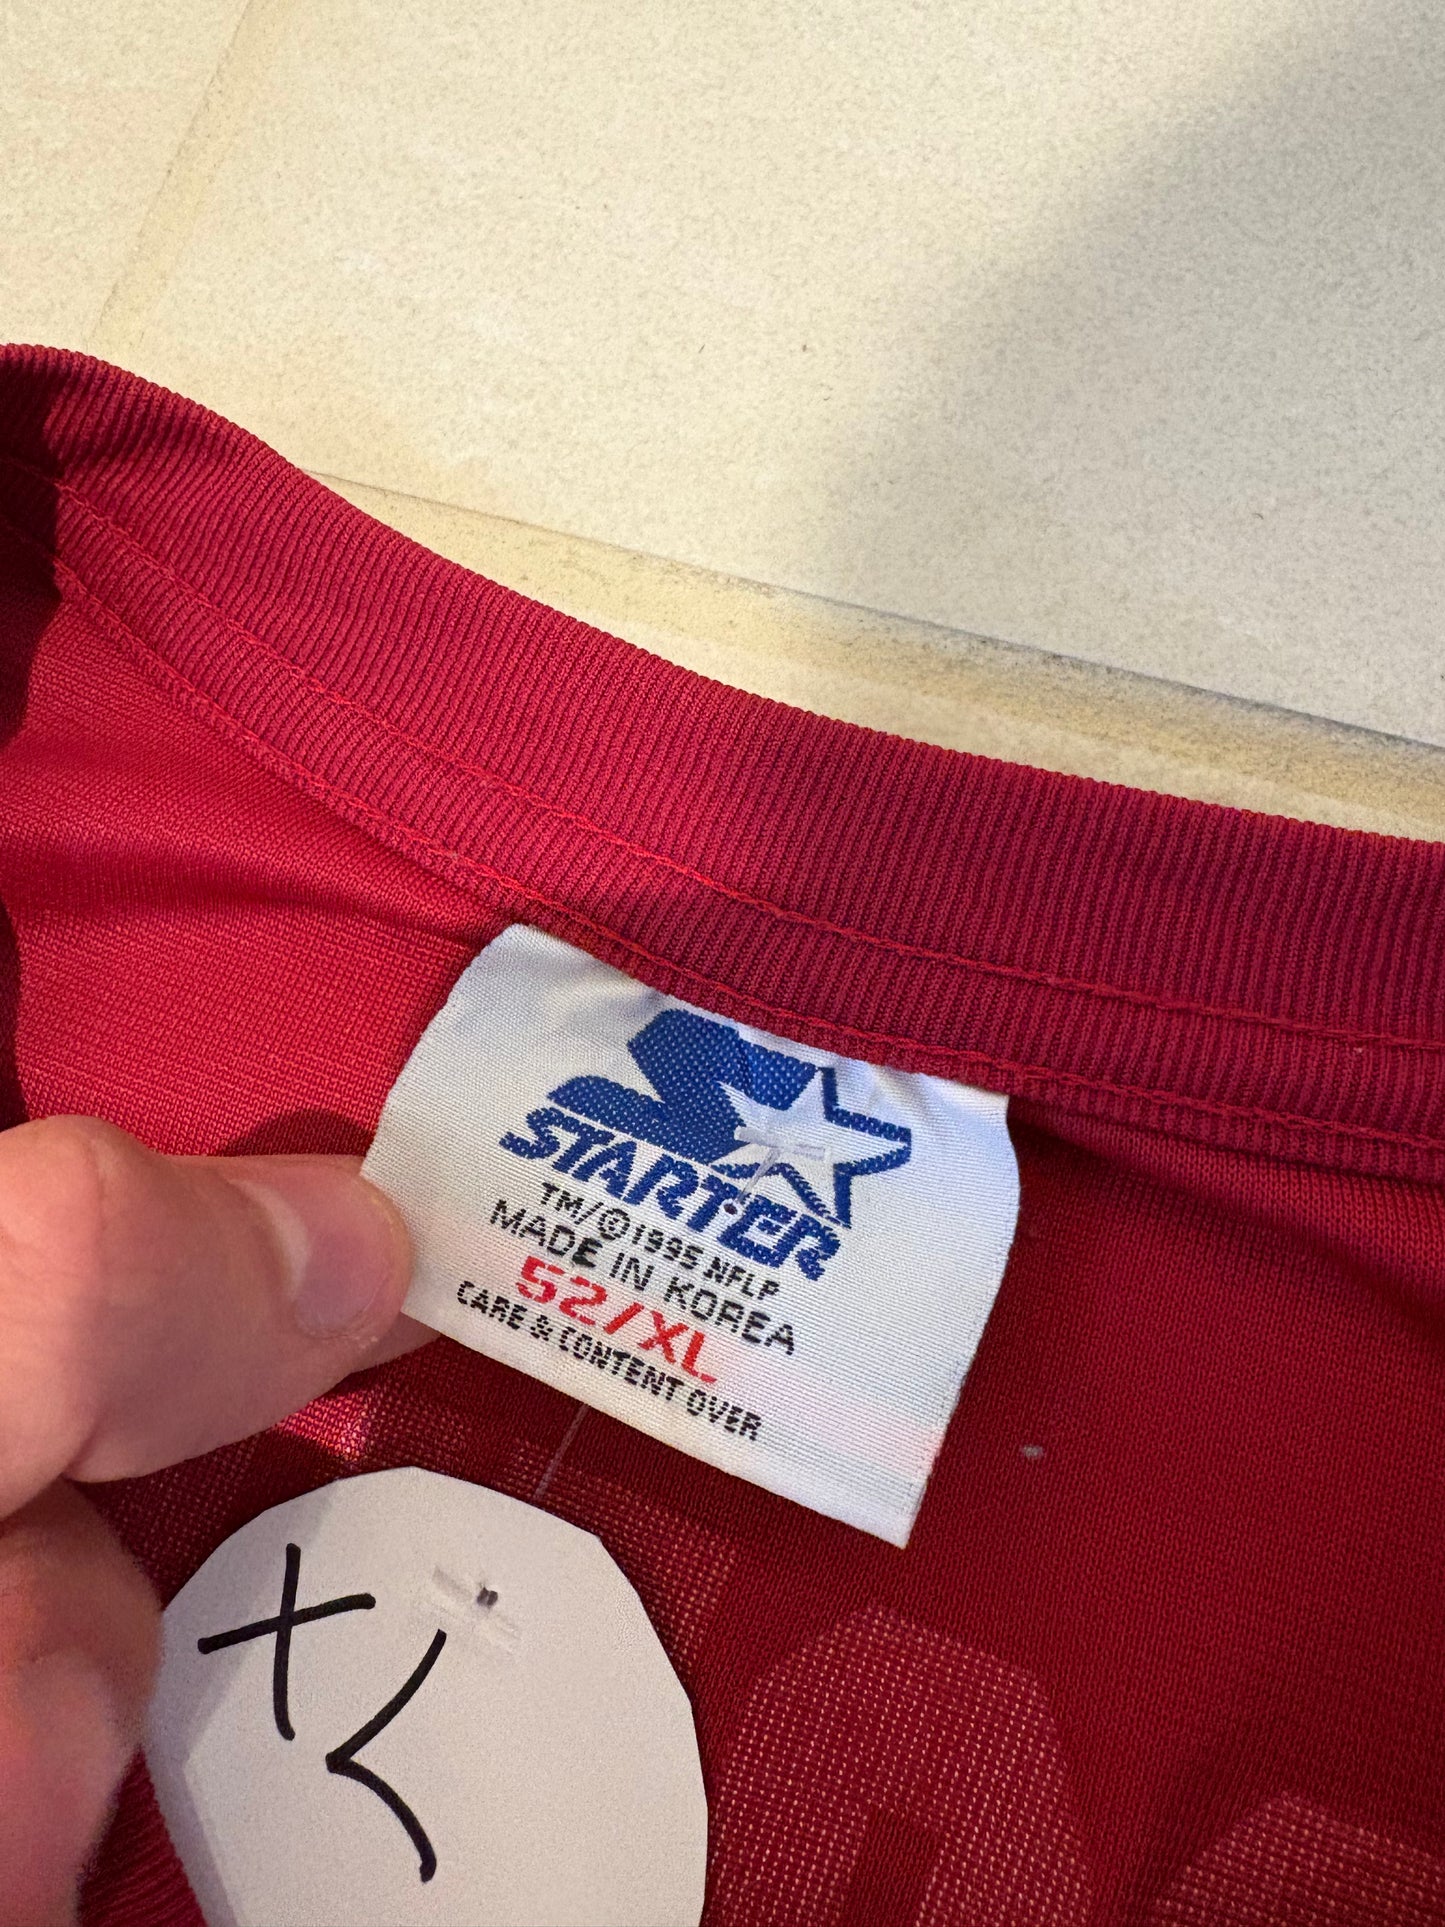 STARTER
TM/©1995 NFLP
MADE IN KOREA
52/XL
CARE & CONTENT OVER
XL